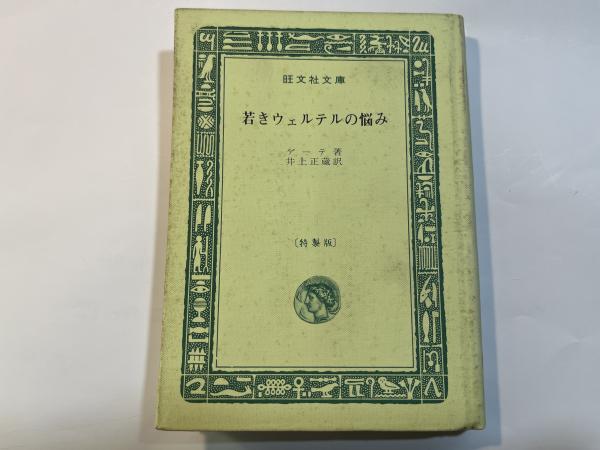 旺文社文庫
若きウェルテルの悩み
ゲーテ著
井上正蔵訳
〔特製版〕